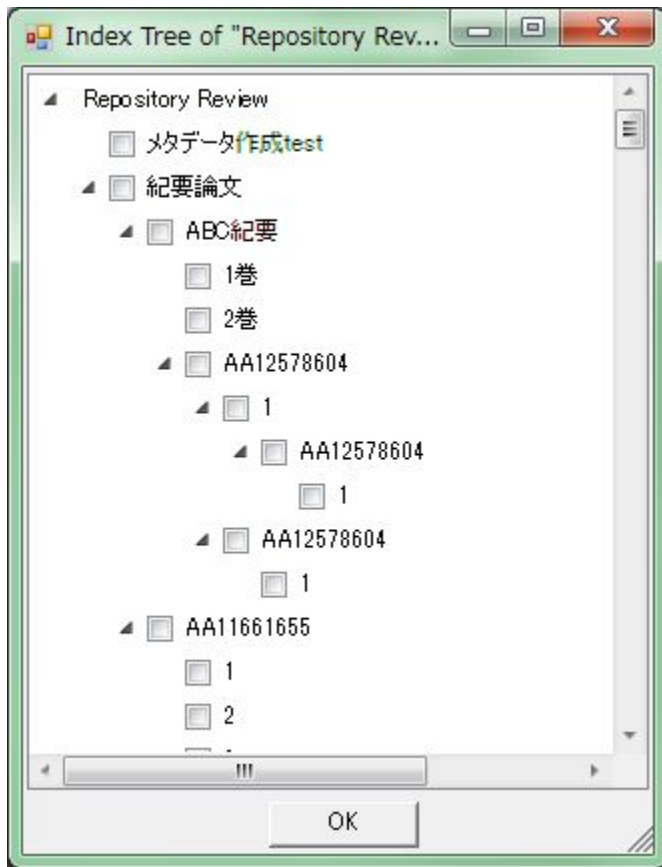 Index Tree of "Repository Rev...
Repository Review
メタデータ作成test
紀要論文
ABC紀要
1巻
2巻
AA12578604
1
AA12578604
1
AA12578604
1
AA11661655
1
2
OK